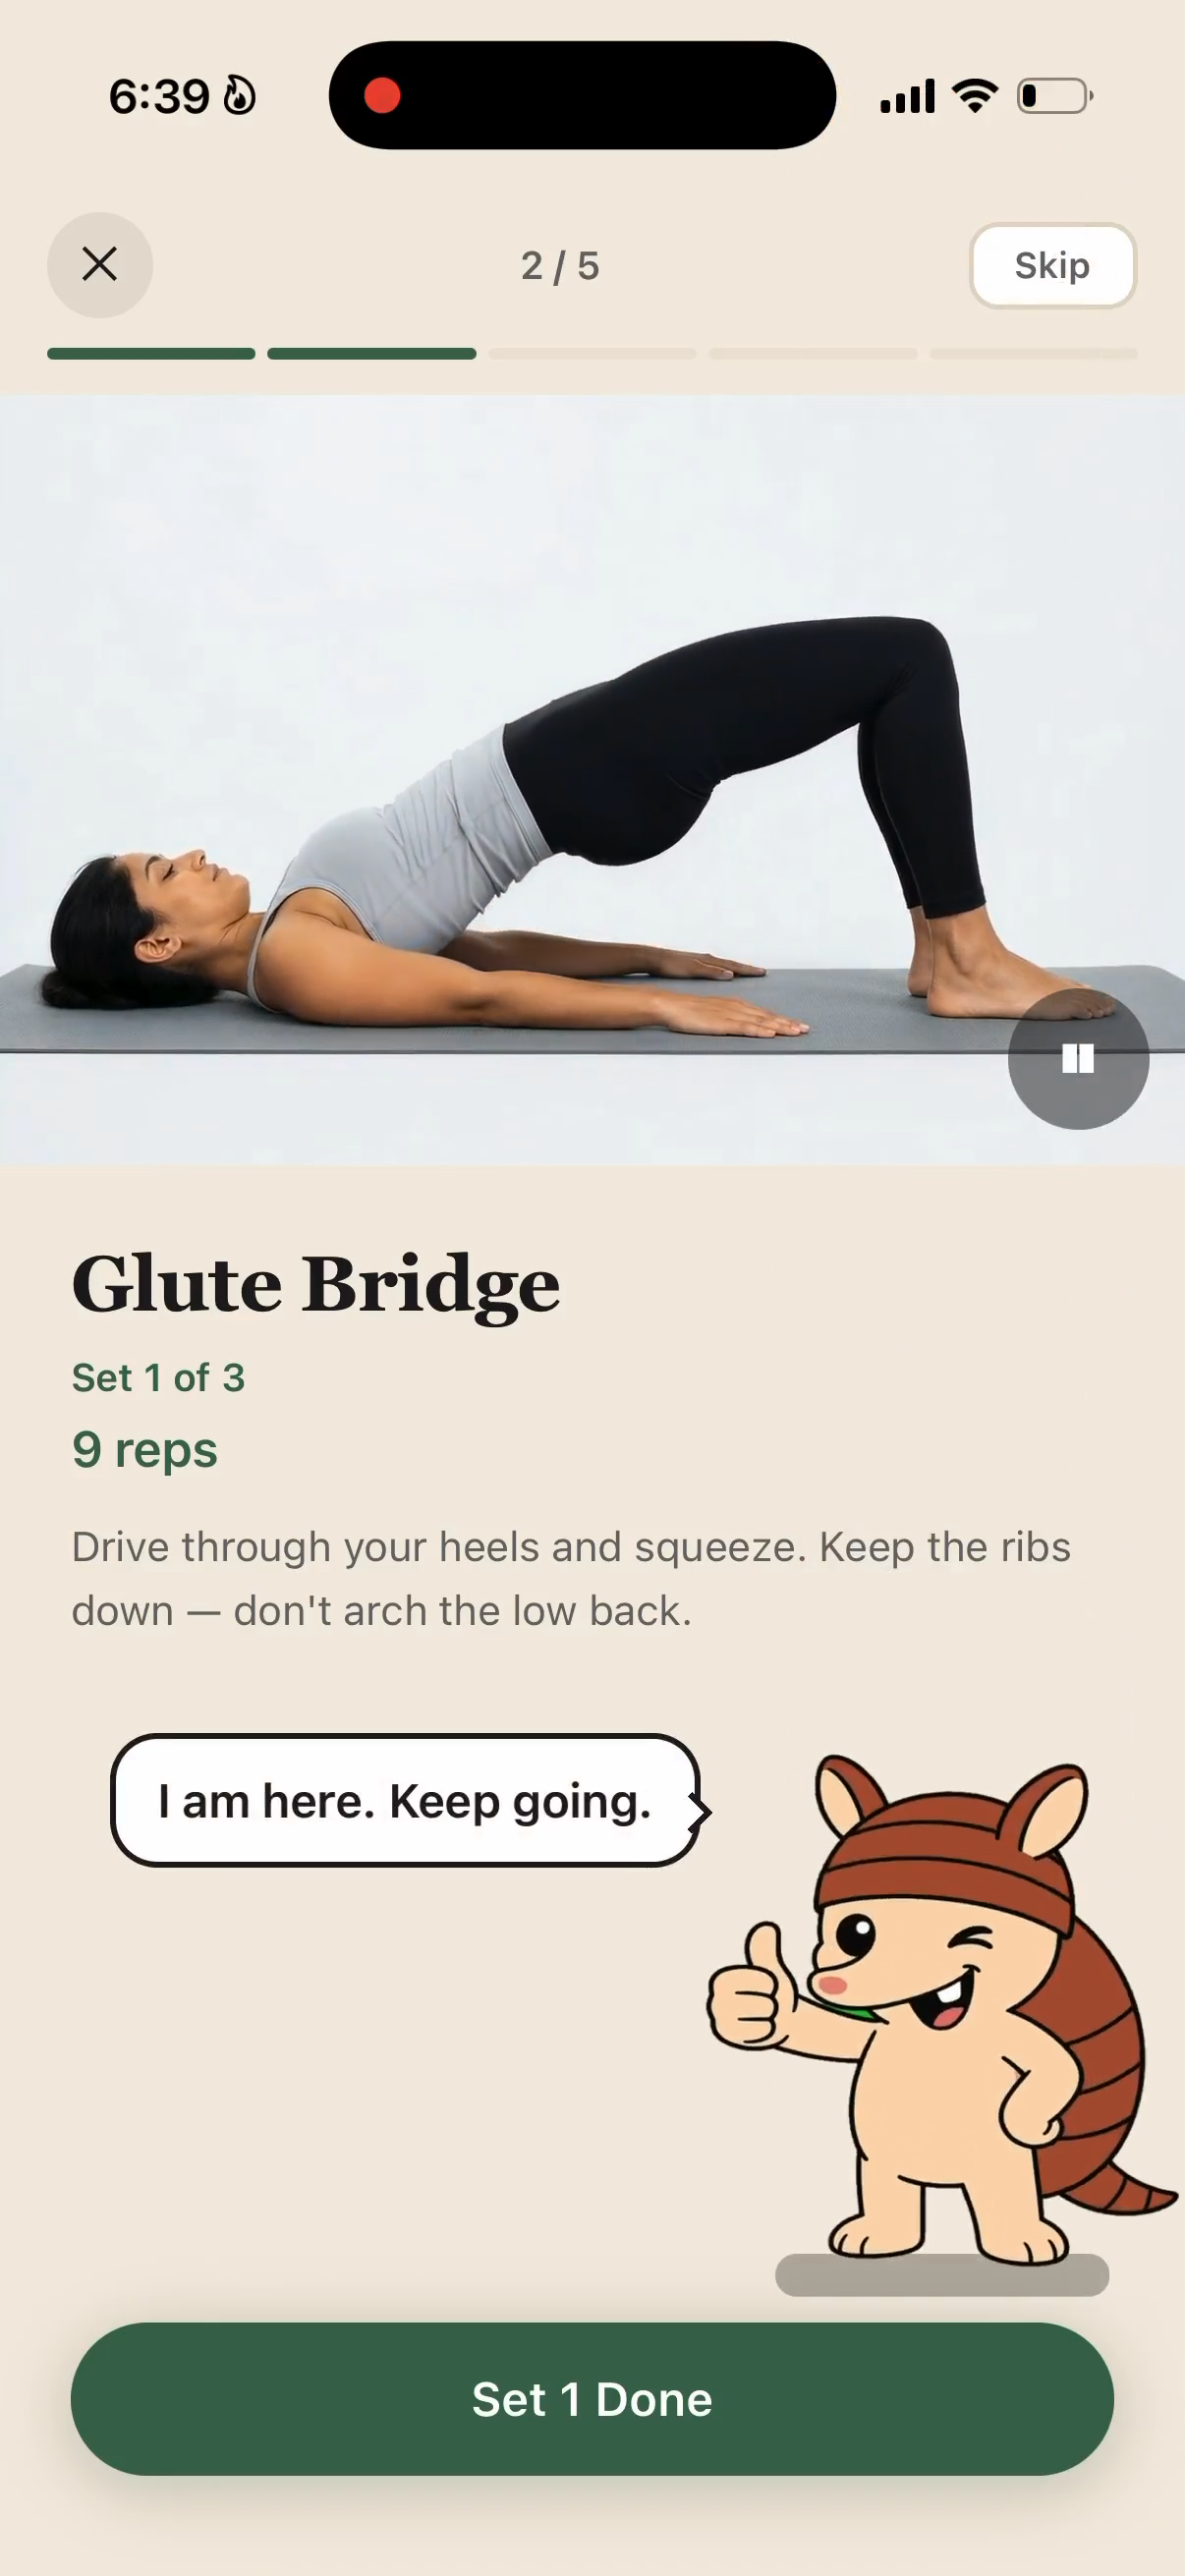 6:39
2 / 5
Skip
Glute Bridge
Set 1 of 3
9 reps
Drive through your heels and squeeze. Keep the ribs
down — don't arch the low back.
I am here. Keep going.
Set 1 Done